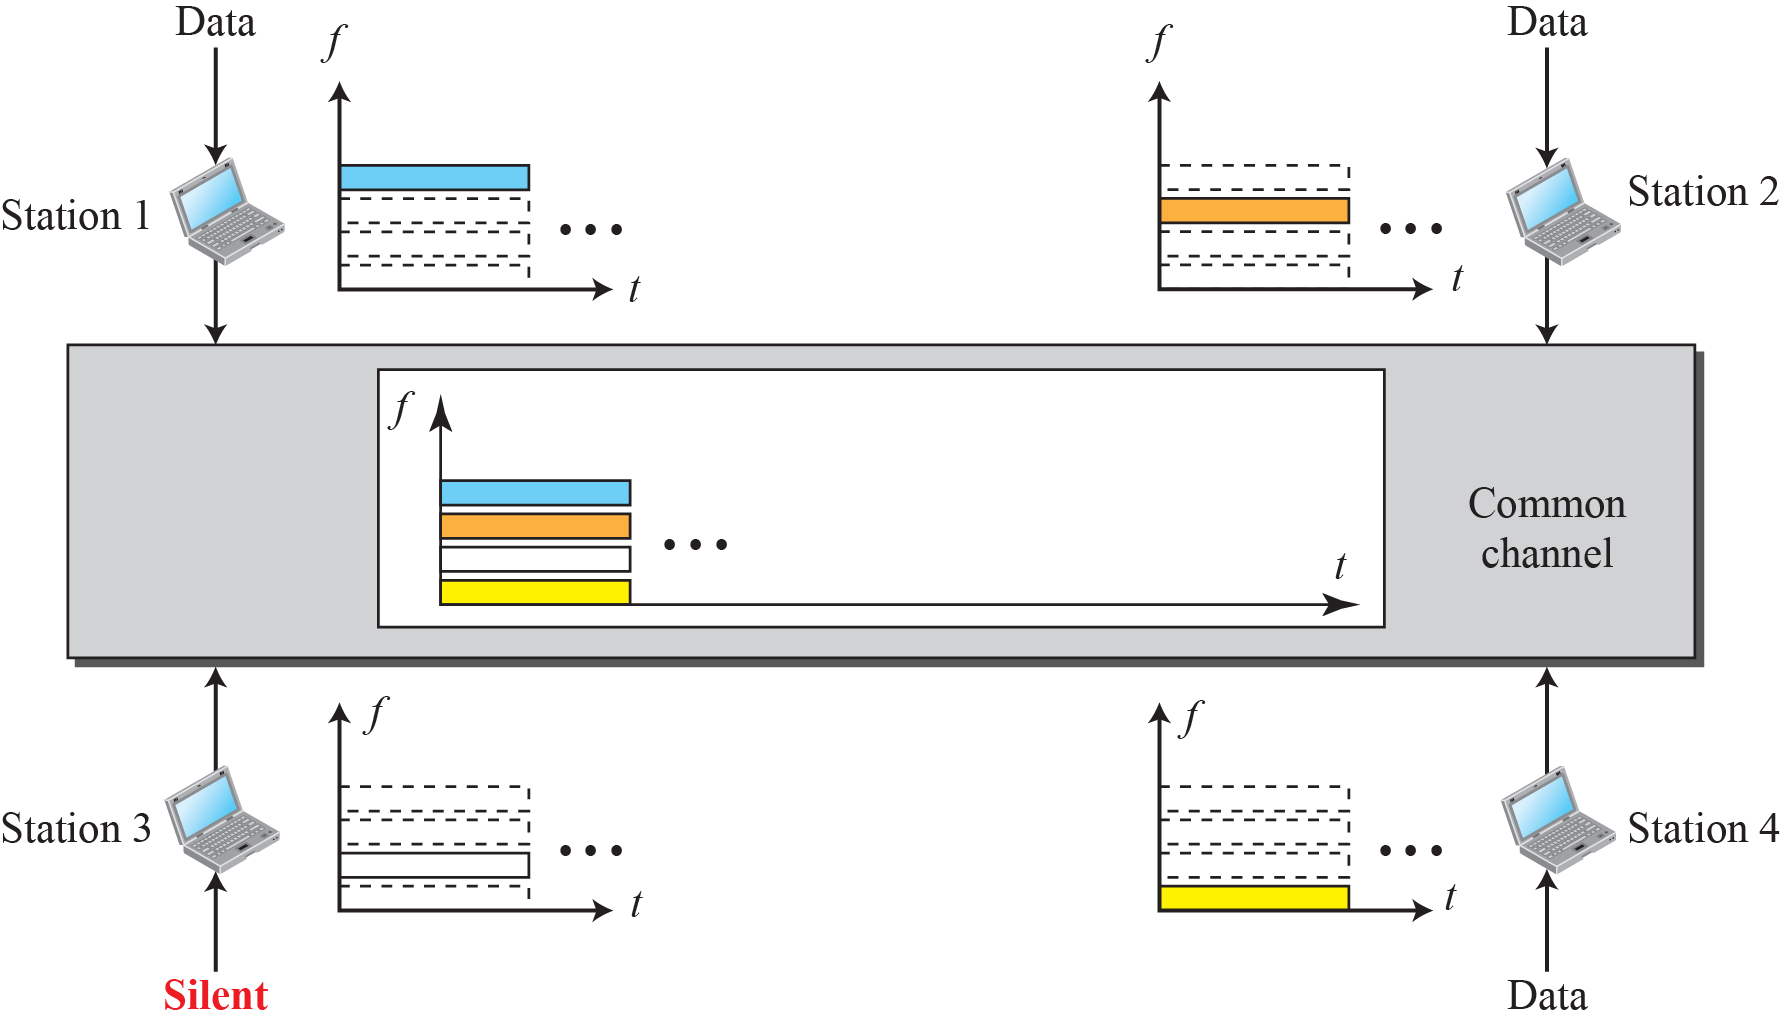 Data
Data
f
f
Station 1
Station 2
t
t
f
Common
channel
t
f
f
Station 3
Station 4
t
t
Silent
Data